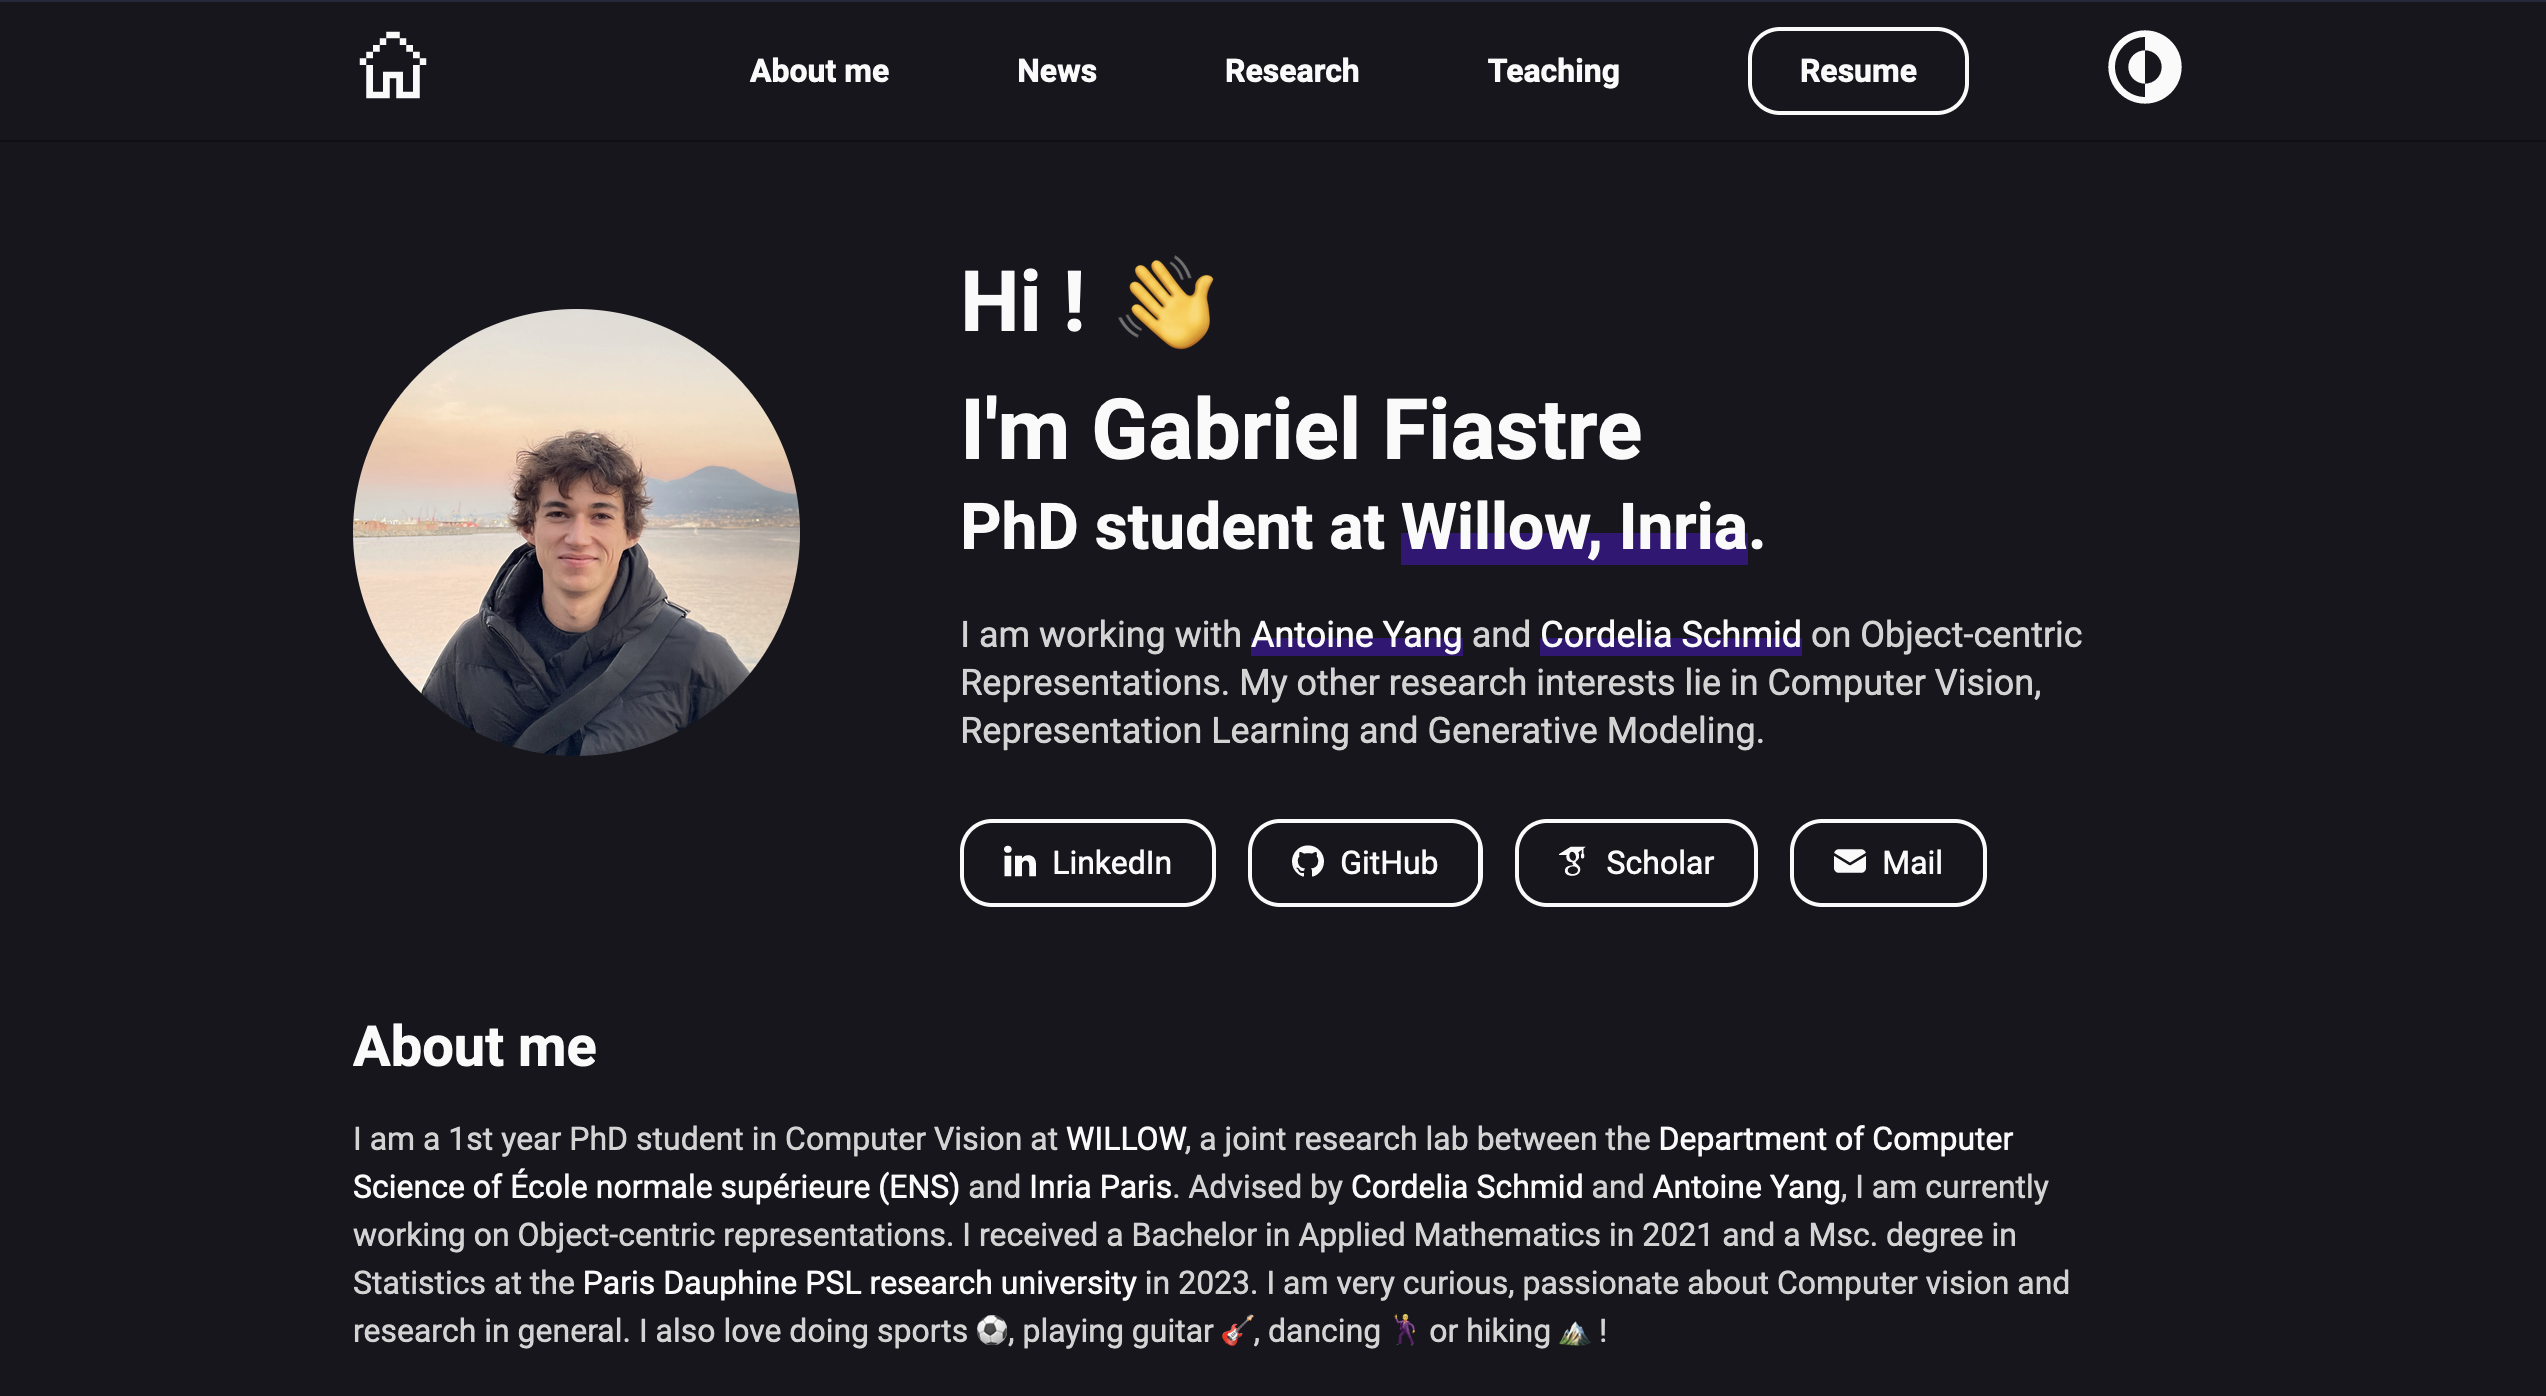 About me
News
Research
Teaching
Resume
Hi ! 👋
I'm Gabriel Fiastre
PhD student at Willow, Inria.
I am working with Antoine Yang and Cordelia Schmid on Object-centric
Representations. My other research interests lie in Computer Vision,
Representation Learning and Generative Modeling.
LinkedIn
GitHub
Scholar
Mail
About me
I am a 1st year PhD student in Computer Vision at WILLOW, a joint research lab between the Department of Computer
Science of École normale supérieure (ENS) and Inria Paris. Advised by Cordelia Schmid and Antoine Yang, I am currently
working on Object-centric representations. I received a Bachelor in Applied Mathematics in 2021 and a Msc. degree in
Statistics at the Paris Dauphine PSL research university in 2023. I am very curious, passionate about Computer vision and
research in general. I also love doing sports ⚽, playing guitar 🎸, dancing 🕺 or hiking ⛰️ !